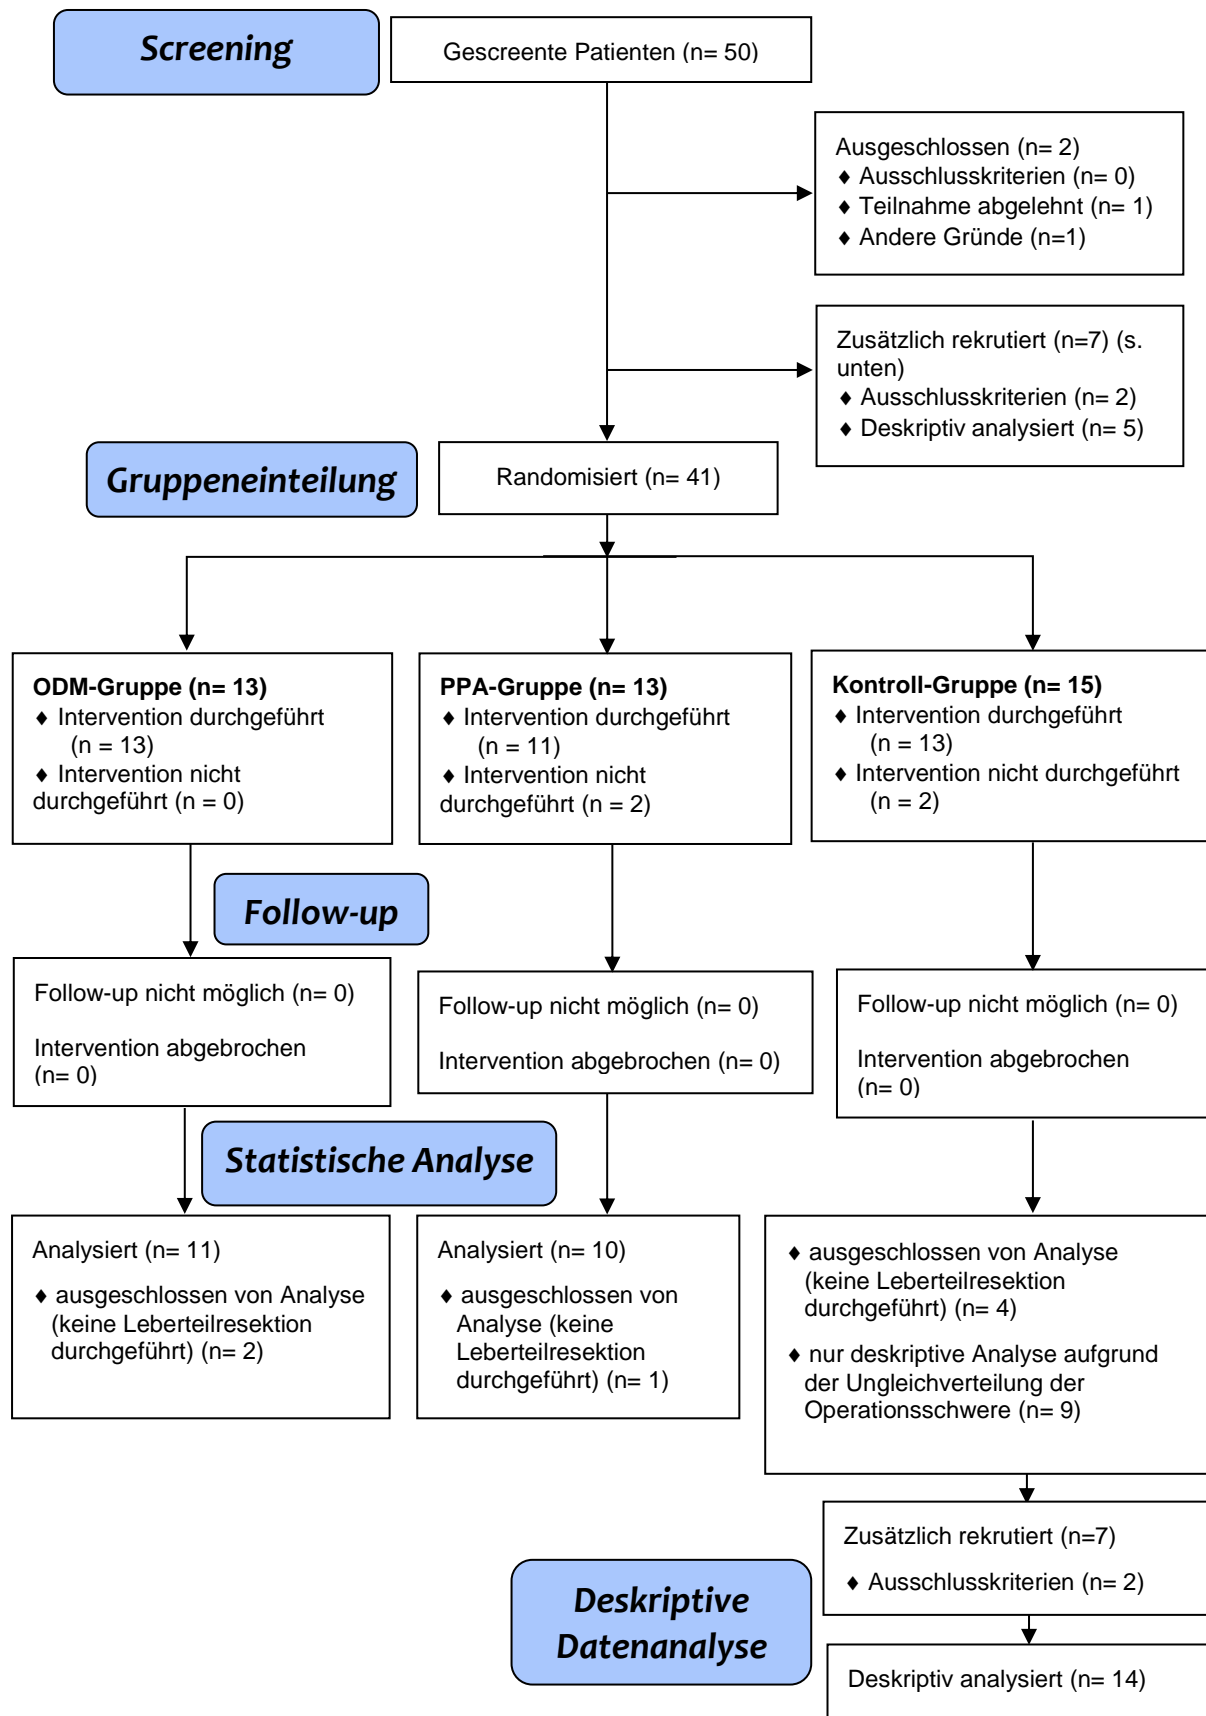 Screening
Gescreente Patienten (n= 50)
Ausgeschlossen (n= 2)
♦ Ausschlusskriterien (n= 0)
♦ Teilnahme abgelehnt (n= 1)
♦ Andere Gründe (n=1)
Zusätzlich rekrutiert (n=7) (s.
unten)
♦ Ausschlusskriterien (n= 2)
♦ Deskriptiv analysiert (n= 5)
Gruppeneinteilung
Randomisiert (n= 41)
ODM-Gruppe (n= 13)
♦ Intervention durchgeführt
(n = 13)
♦ Intervention nicht
durchgeführt (n = 0)
PPA-Gruppe (n= 13)
♦ Intervention durchgeführt
(n = 11)
♦ Intervention nicht
durchgeführt (n = 2)
Kontroll-Gruppe (n= 15)
♦ Intervention durchgeführt
(n = 13)
♦ Intervention nicht durchgeführt
(n = 2)
Follow-up
Follow-up nicht möglich (n= 0)
Intervention abgebrochen
(n= 0)
Follow-up nicht möglich (n= 0)
Intervention abgebrochen (n= 0)
Follow-up nicht möglich (n= 0)
Intervention abgebrochen
(n= 0)
Statistische Analyse
Analysiert (n= 11)
♦ ausgeschlossen von Analyse
(keine Leberteilresektion
durchgeführt) (n= 2)
Analysiert (n= 10)
♦ ausgeschlossen von
Analyse (keine
Leberteilresektion
durchgeführt) (n= 1)
♦ ausgeschlossen von Analyse
(keine Leberteilresektion
durchgeführt) (n= 4)
♦ nur deskriptive Analyse aufgrund
der Ungleichverteilung der
Operationsschwere (n= 9)
Zusätzlich rekrutiert (n=7)
♦ Ausschlusskriterien (n= 2)
Deskriptive
Datenanalyse
Deskriptiv analysiert (n= 14)